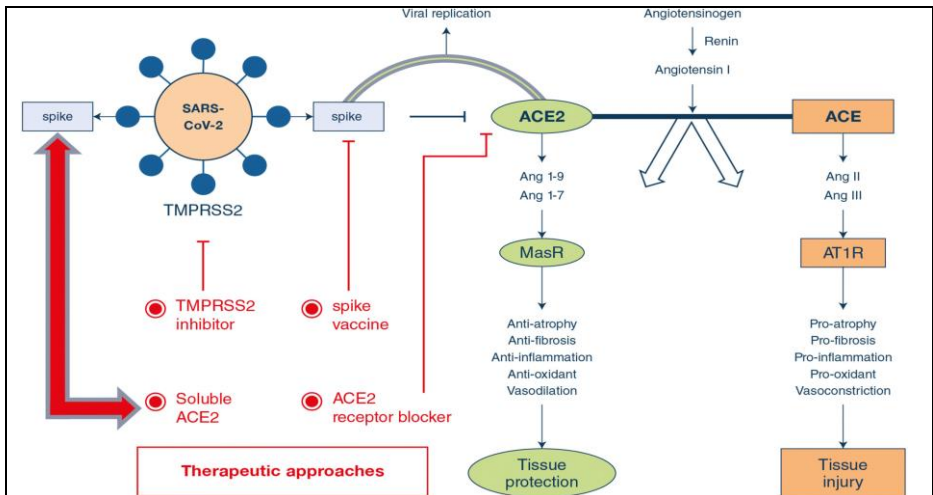 Viral replication
Angiotensinogen
Renin
Angiotensin I
spike
SARS-
CoV-2
spike
ACE2
ACE
TMPRSS2
Ang 1-9
Ang 1-7
Ang II
Ang III
MasR
AT1R
TMPRSS2
inhibitor
spike
vaccine
Anti-atrophy
Anti-fibrosis
Anti-inflammation
Anti-oxidant
Vasodilation
Pro-atrophy
Pro-fibrosis
Pro-inflammation
Pro-oxidant
Vasoconstriction
Soluble
ACE2
ACE2
receptor blocker
Therapeutic approaches
Tissue
protection
Tissue
injury